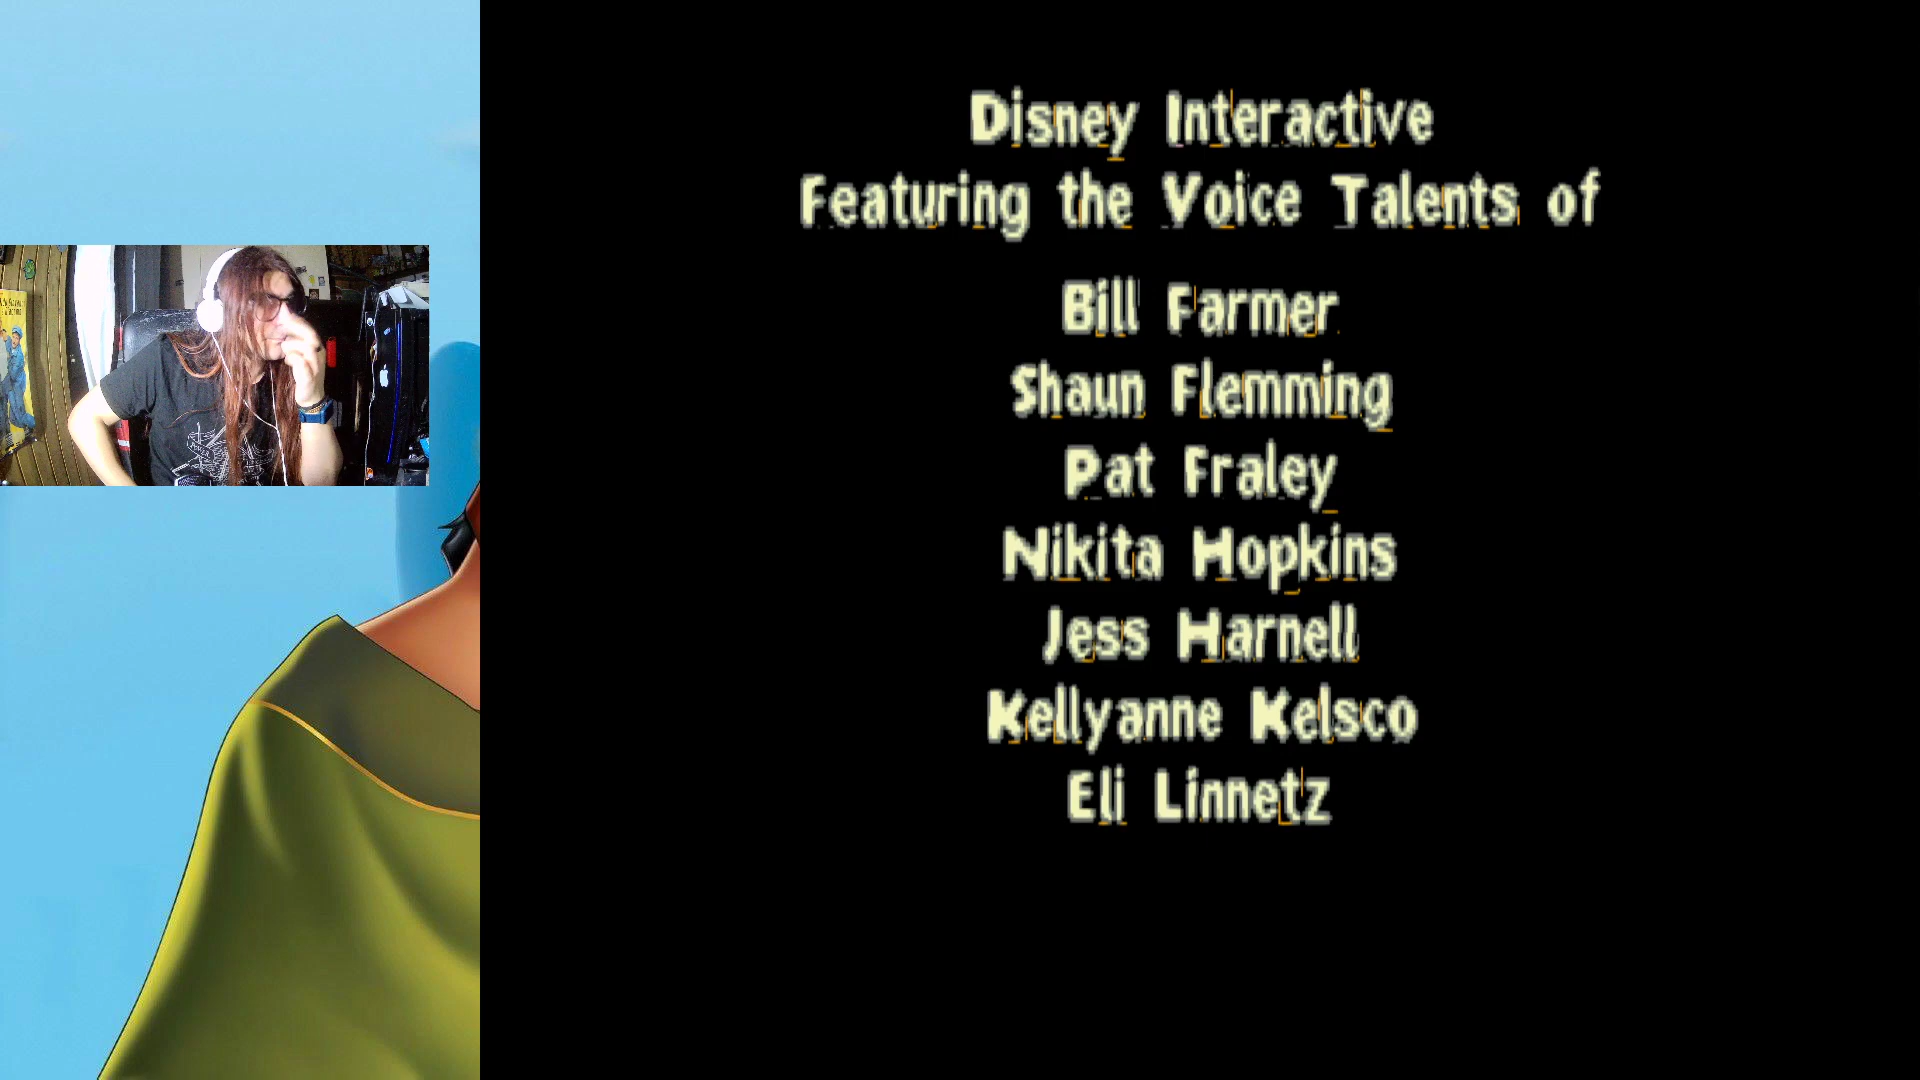 Disney Interactive
Featuring the Voice Talents of
Bill Farmer
Shaun Flemming
Pat Fraley
Nikita Hopkins
Jess Harnell
Kellyanne Kelsco
Eli Linnetz